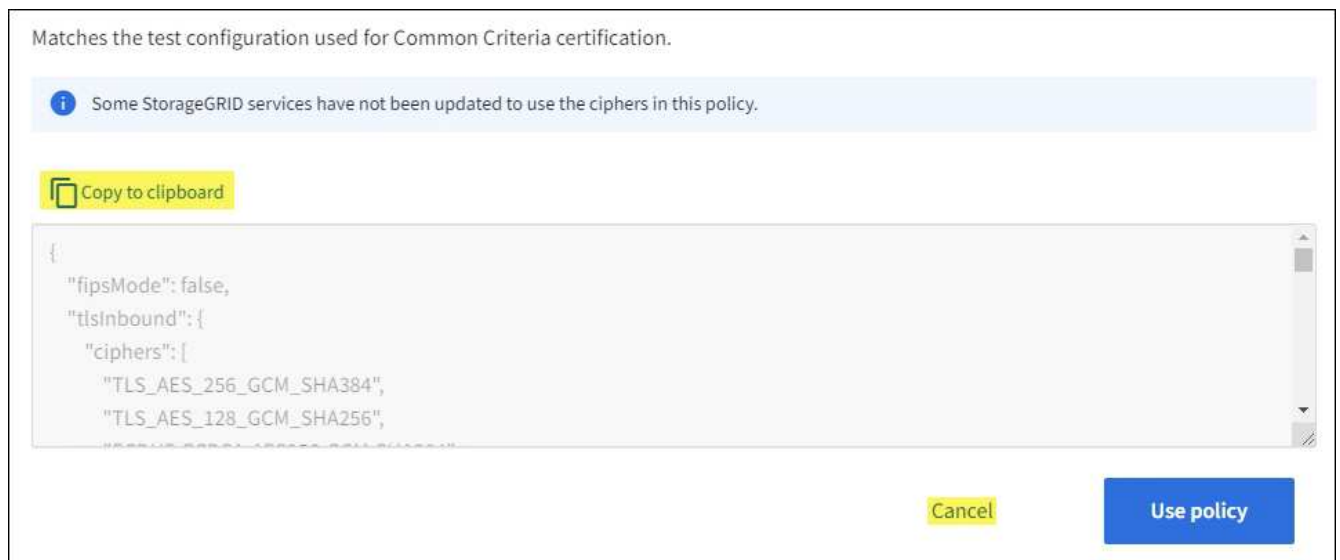 Matches the test configuration used for Common Criteria certification.
Some StorageGRID services have not been updated to use the ciphers in this policy.
Copy to clipboard
{
"fipsMode": false,
"tlsInbound": {
"ciphers": [
"TLS_AES_256_GCM_SHA384",
"TLS_AES_128_GCM_SHA256",
Cancel
Use policy